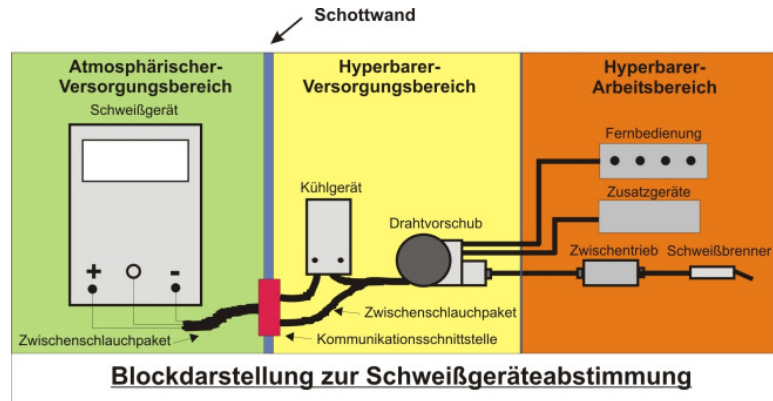 Schottwand
Atmosphärischer-
Versorgungsbereich
Hyperbarer-
Versorgungsbereich
Hyperbarer-
Arbeitsbereich
Schweißgerät
Fernbedienung
Kühlgerät
Zusatzgeräte
Drahtvorschub
Zwischentrieb
Schweißbrenner
+
-
Zwischenschlauchpaket
Zwischenschlauchpaket
Kommunikationsschnittstelle
Blockdarstellung zur Schweißgeräteabstimmung